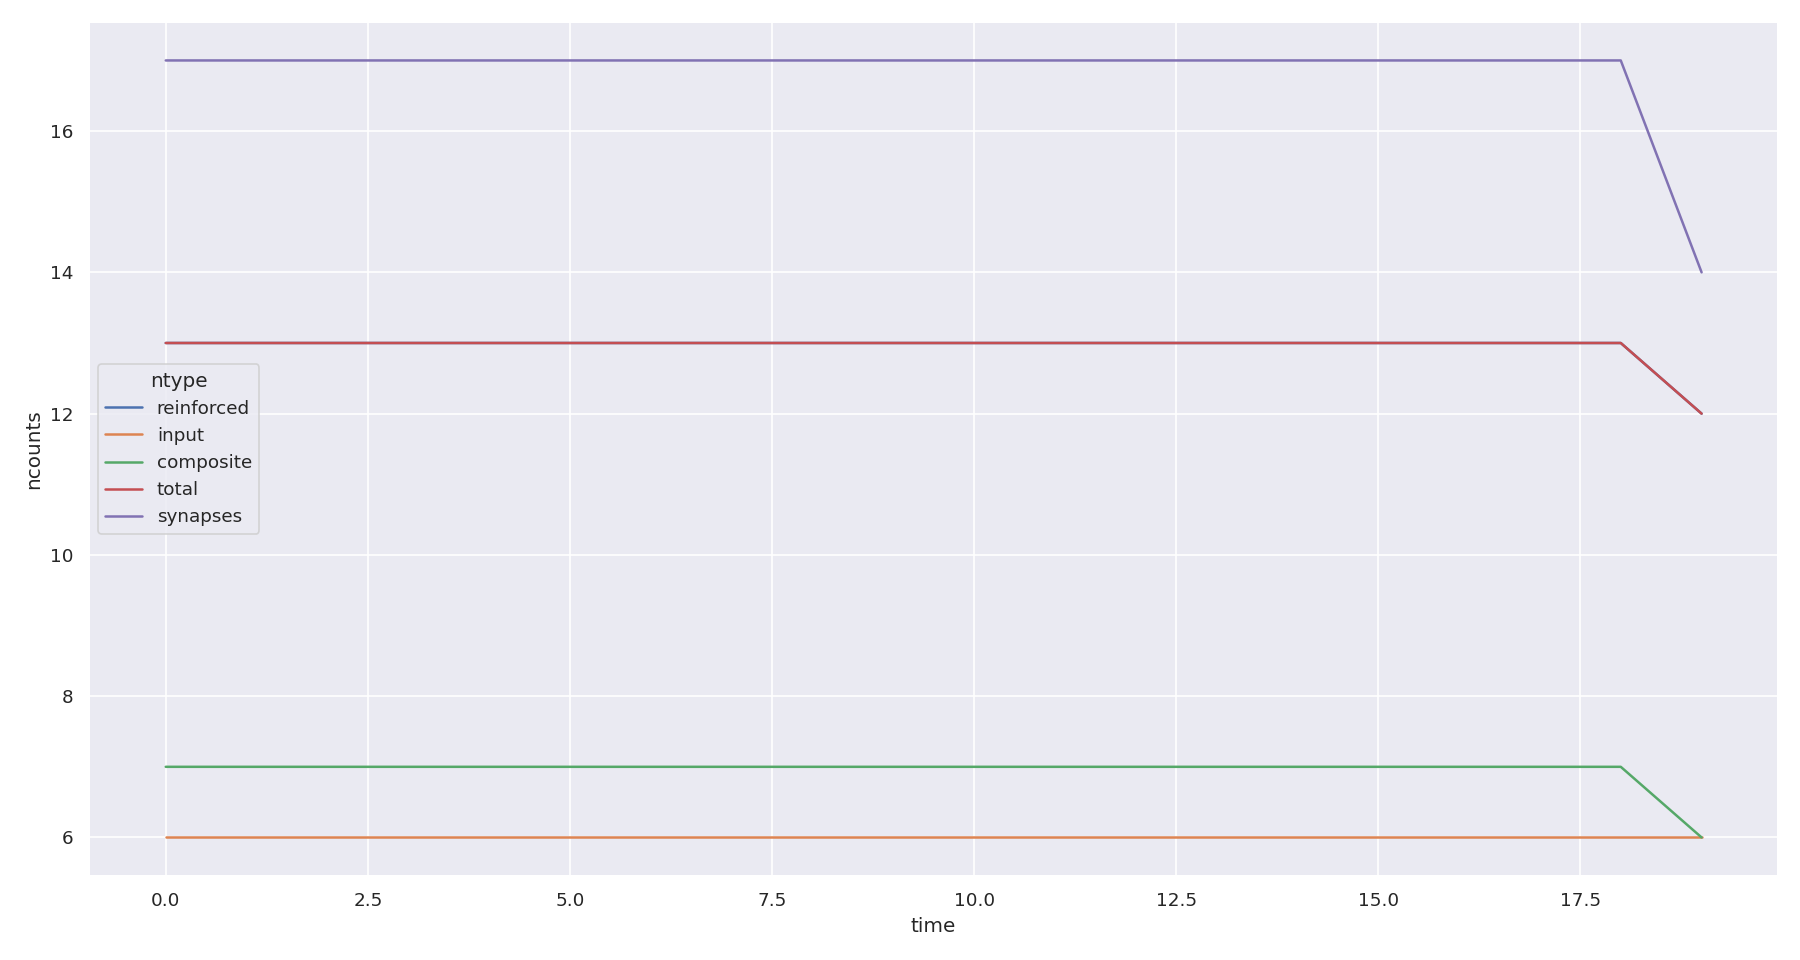 16
14
12
10
8
6
ncounts
ntype
reinforced
input
composite
total
synapses
0.0 2.5 5.0 7.5 10.0 12.5 15.0 17.5
time